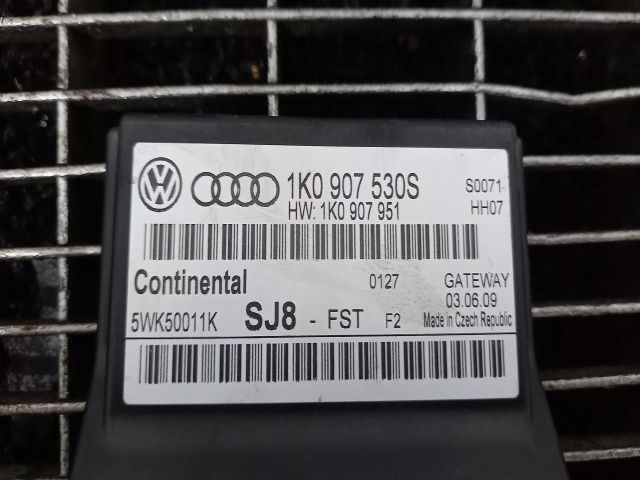 1K0 907 530S S0071
HW: 1K0 907 951 HH07
Continental 0127 GATEWAY
03.06.09
5WK50011K SJ8 - FST F2 Made in Czech Republic